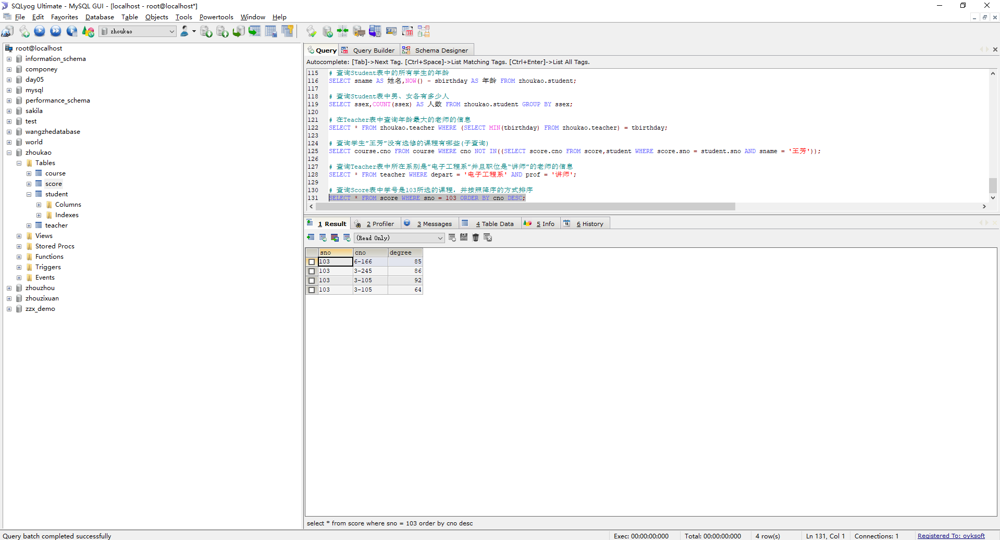 SQLyog Ultimate - MySQL GUI - [localhost - root@localhost*]
File Edit Favorites Database Table Objects Tools Powertools Window Help
zhoukao
root@localhost
information_schema
componey
day05
mysql
performance_schema
sakila
test
wangzhedatabase
world
zhoukao
Tables
course
score
student
Columns
Indexes
teacher
Views
Stored Procs
Functions
Triggers
Events
zhouzhou
zhouzixuan
zzx_demo
Query Query Builder Schema Designer
Autocomplete: [Tab]->Next Tag. [Ctrl+Space]->List Matching Tags. [Ctrl+Enter]->List All Tags.
115 # 查询Student表中的所有学生的年龄
116 SELECT sname AS 姓名,NOW() - sbirthday AS 年龄 FROM zhoukao.student;
117
118 # 查询Student表中男、女各有多少人
119 SELECT ssex,COUNT(ssex) AS 人数 FROM zhoukao.student GROUP BY ssex;
120
121 # 在Teacher表中查询年龄最大的老师的信息
122 SELECT * FROM zhoukao.teacher WHERE (SELECT MIN(tbirthday) FROM zhoukao.teacher) = tbirthday;
123
124 # 查询学生"王芳"没有选修的课程有哪些(子查询)
125 SELECT course.cno FROM course WHERE cno NOT IN((SELECT score.cno FROM score,student WHERE score.sno = student.sno AND sname = '王芳'));
126
127 # 查询Teacher表中所在系别是"电子工程系"并且职位是"讲师"的老师的信息
128 SELECT * FROM teacher WHERE depart = '电子工程系' AND prof = '讲师';
129
130 # 查询Score表中学号是103所选的课程，并按照降序的方式排序
131 SELECT * FROM score WHERE sno = 103 ORDER BY cno DESC;
1 Result 2 Profiler 3 Messages 4 Table Data 5 Info 6 History
(Read Only)
sno cno degree
103 6-166 85
103 3-245 86
103 3-105 92
103 3-105 64
select * from score where sno = 103 order by cno desc
Query batch completed successfully Exec: 00:00:00:000 Total: 00:00:00:000 4 row(s) Ln 131, Col 1 Connections: 1 Registered To: oyksoft